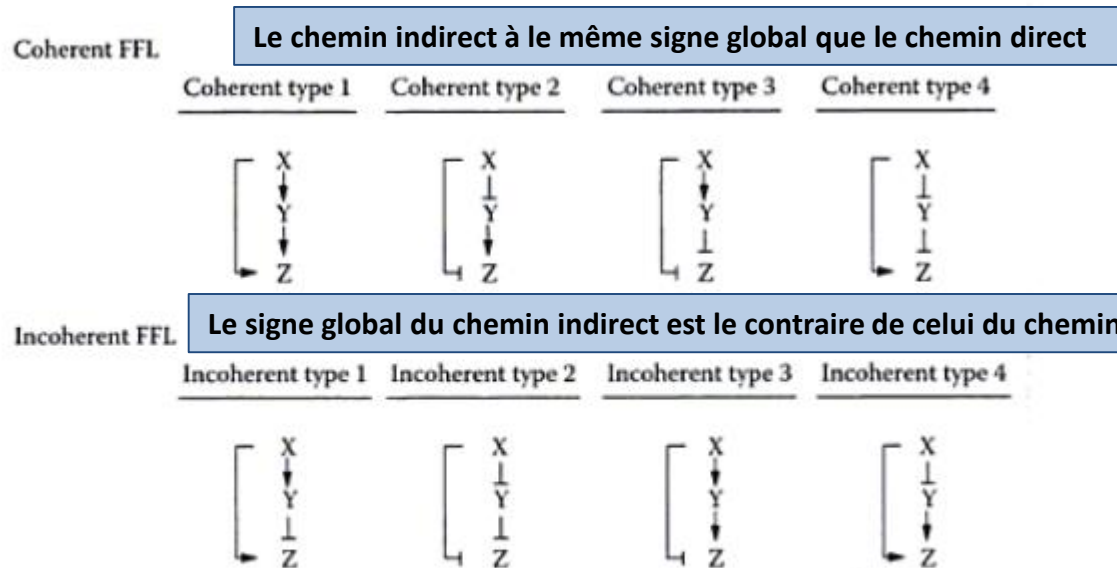 Le chemin indirect à le même signe global que le chemin direct
Coherent FFL
Coherent type 1 Coherent type 2 Coherent type 3 Coherent type 4
X X X X
Y Y Y Y
Z Z Z Z
Le signe global du chemin indirect est le contraire de celui du chemin
Incoherent FFL
Incoherent type 1 Incoherent type 2 Incoherent type 3 Incoherent type 4
X X X X
Y Y Y Y
Z Z Z Z